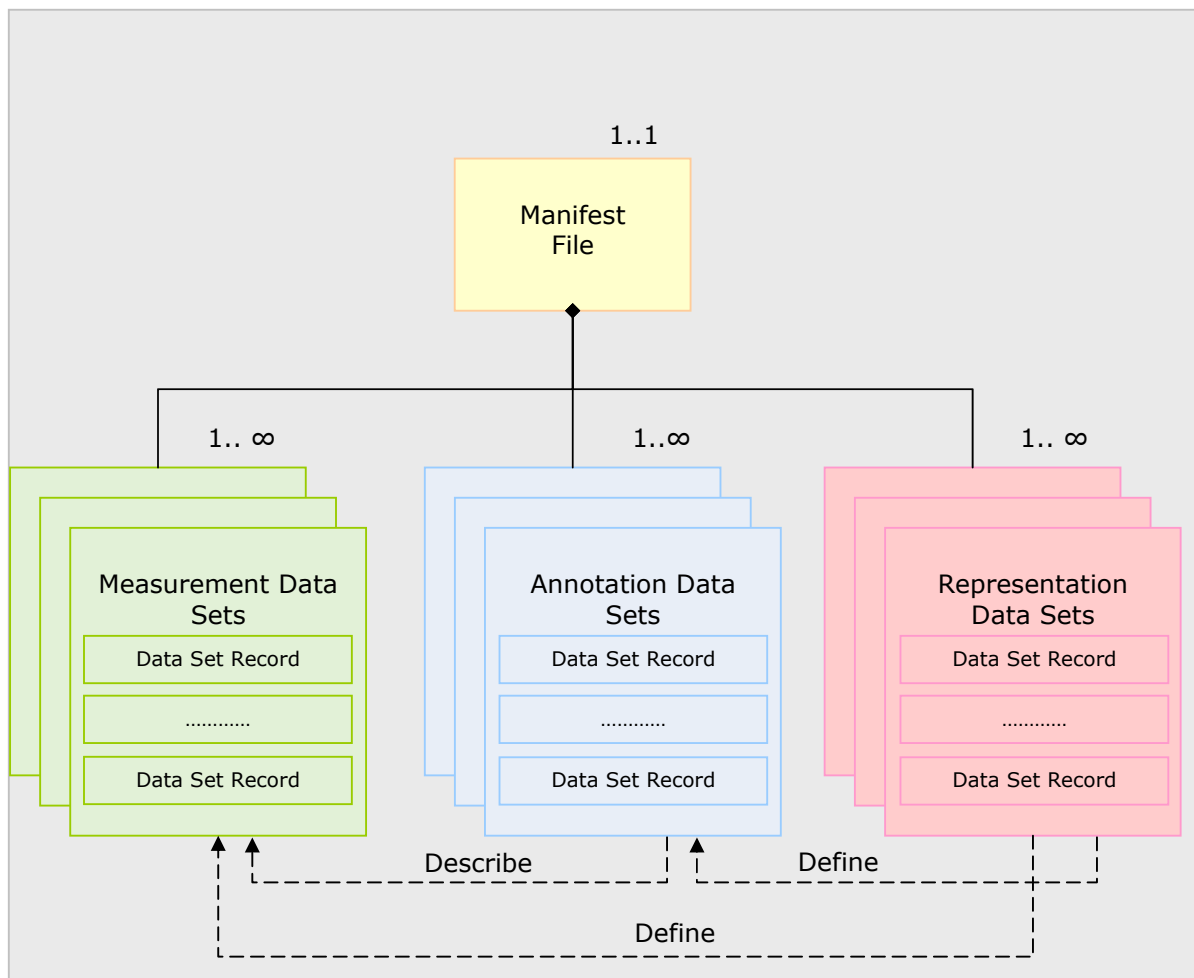 1..1
Manifest
File
1.. ∞
1..∞
1.. ∞
Measurement Data
Sets
Data Set Record
............
Data Set Record
Annotation Data
Sets
Data Set Record
............
Data Set Record
Representation
Data Sets
Data Set Record
............
Data Set Record
Describe
Define
Define